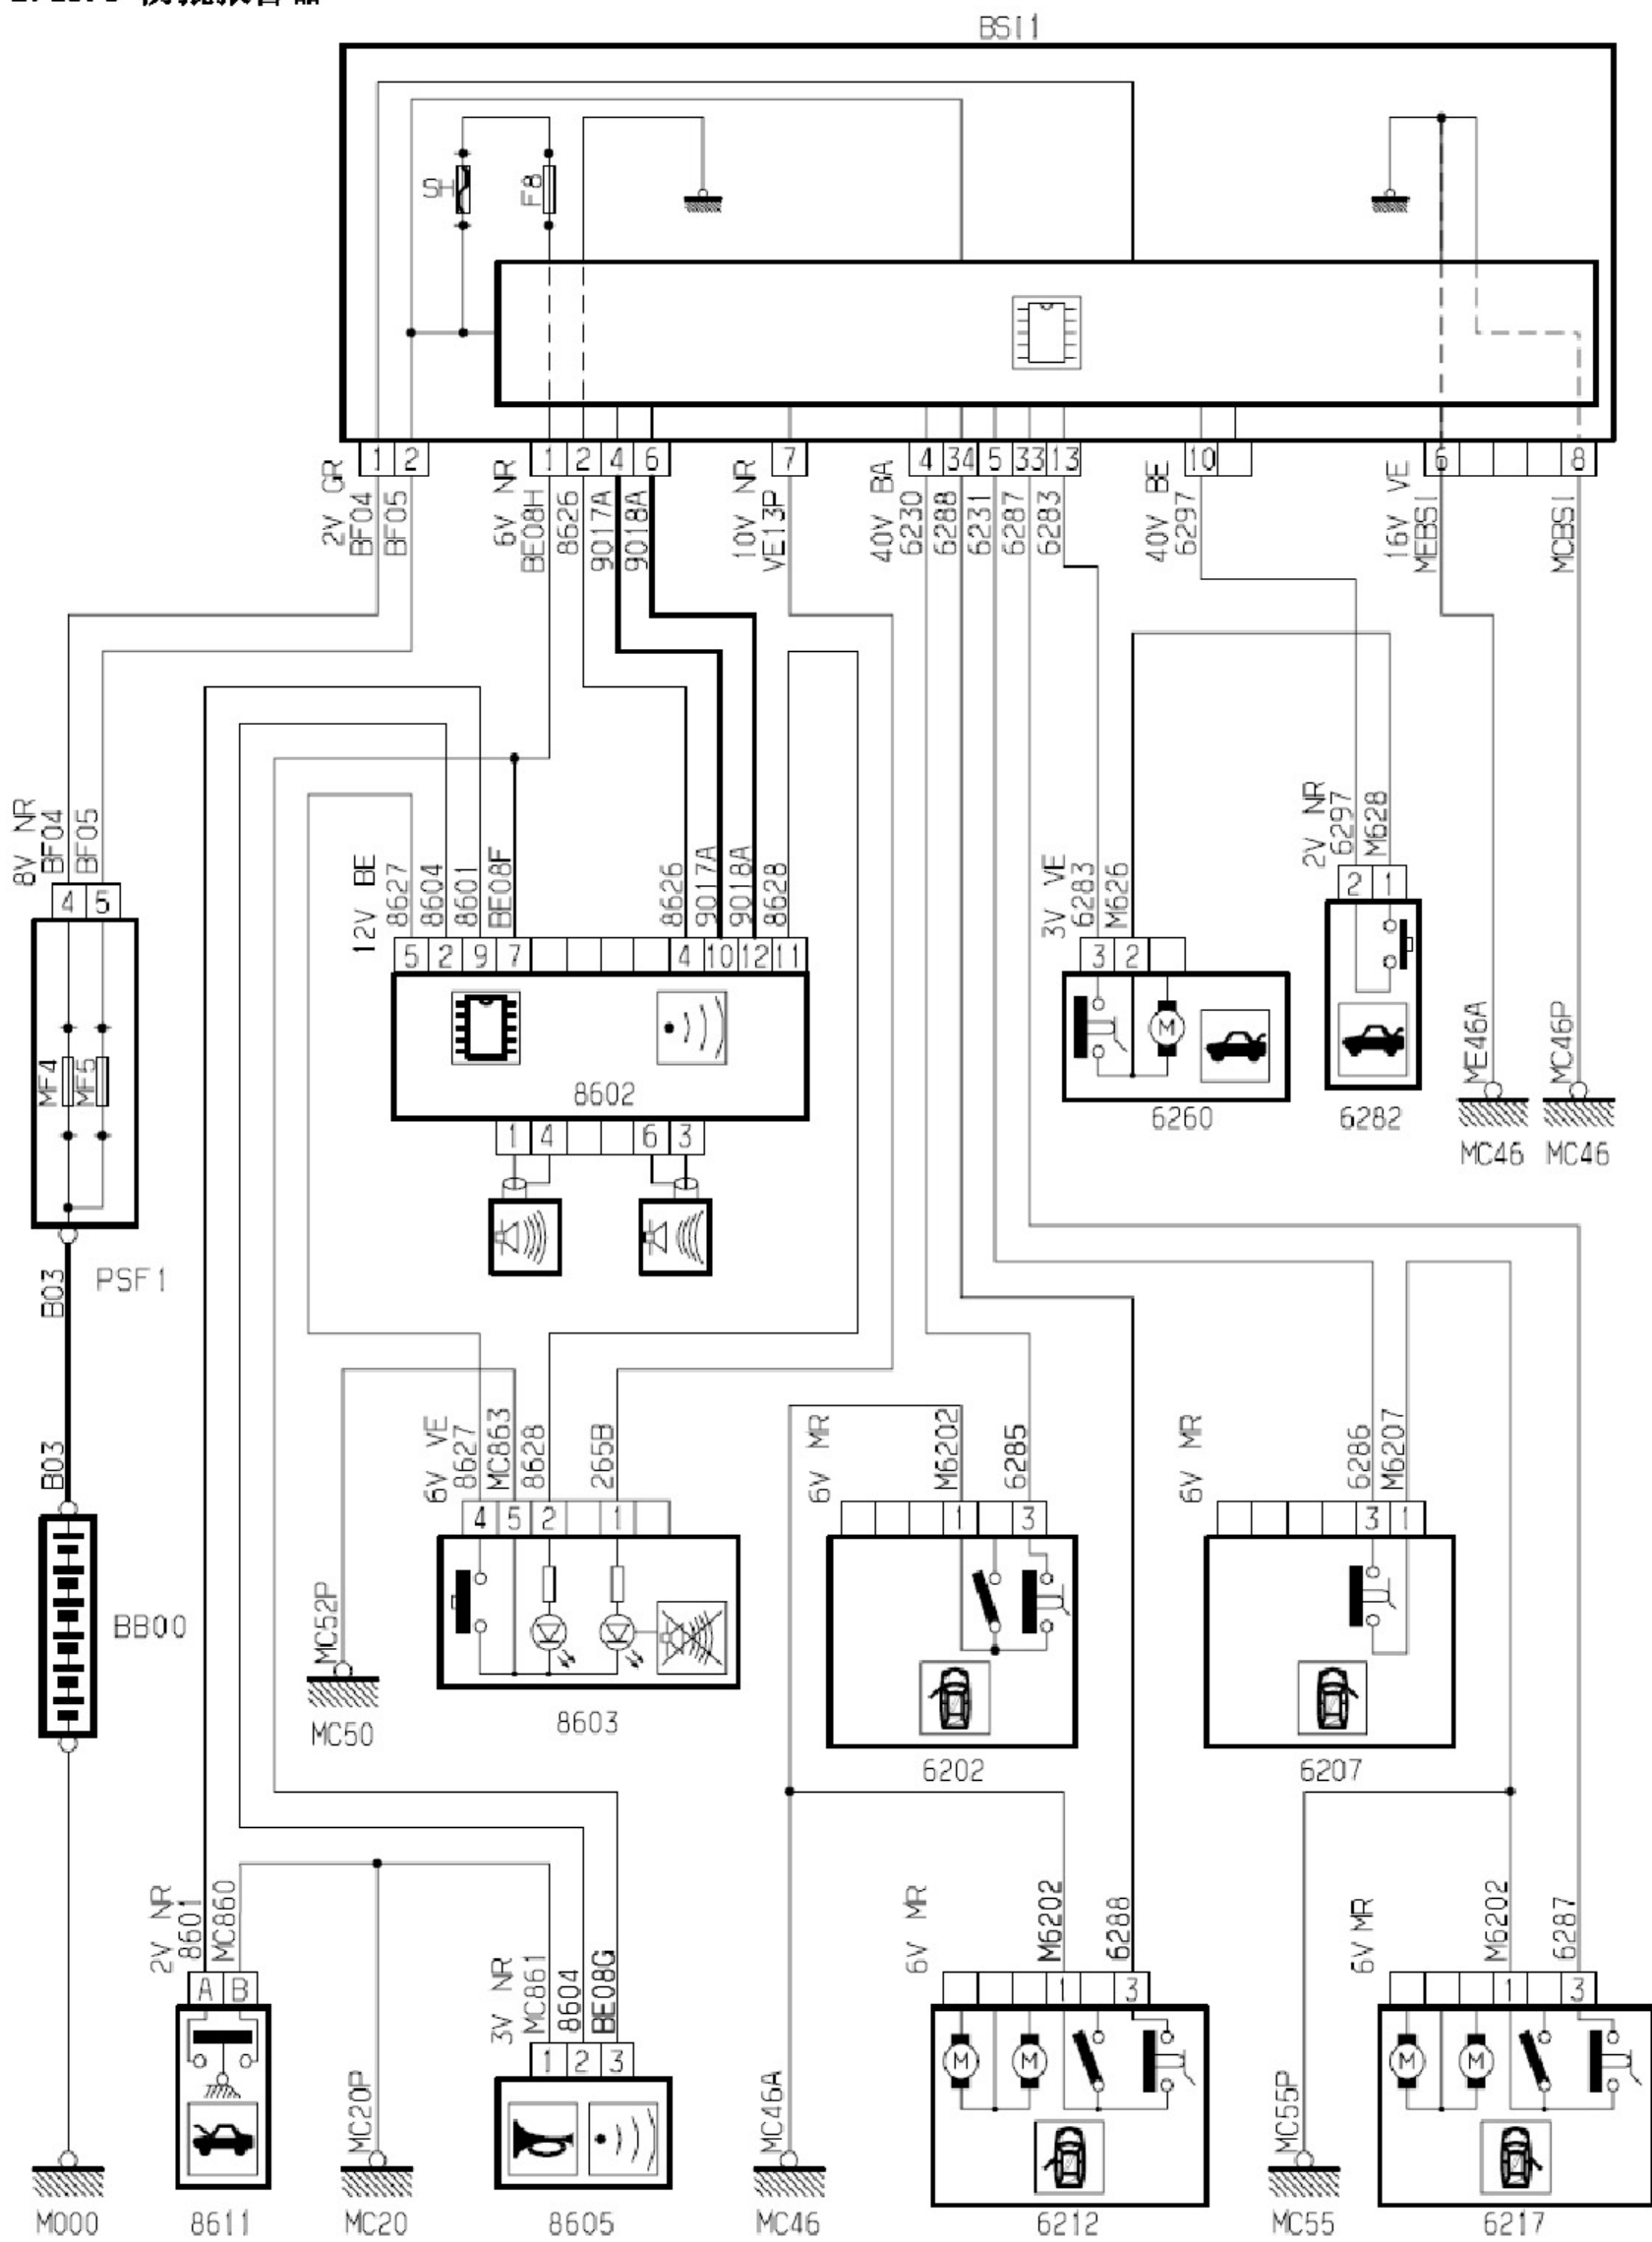 BSI1
SH
F8
1 2
1 2 4 6
7
4 34 5 33 13
10
6 8
2V GR
BF04
BF05
6V NR
BE08H
8626
9017A
9018A
10V NR
VE13P
40V BA
6230
6288
6231
6287
6283
40V BE
6297
16V VE
MEBSI
MCBSI
8V NR
BF04
BF05
4 5
MF4
MF5
PSF1
B03
B03
BB00
M000
12V BE
8627
8604
8601
BE08F
8626
9017A
9018A
8628
5 2 9 7 4 10 12 11
8602
1 4 6 3
3V VE
6283
M626
3 2
M
6260
2V NR
6297
M628
2 1
6282
ME46A
MC46
MC46P
MC46
6V VE
8627
MC863
8628
265B
4 5 2 1
8603
MC52P
MC50
6V MR
M6202
6285
1 3
6202
6V MR
6286
M6207
3 1
6207
2V NR
8601
MC860
A B
8611
MC20P
MC20
3V NR
MC861
8604
BE08G
1 2 3
8605
MC46A
MC46
6V MR
M6202
6288
1 3
M M
6212
MC55P
MC55
6V MR
M6202
6287
1 3
M M
6217